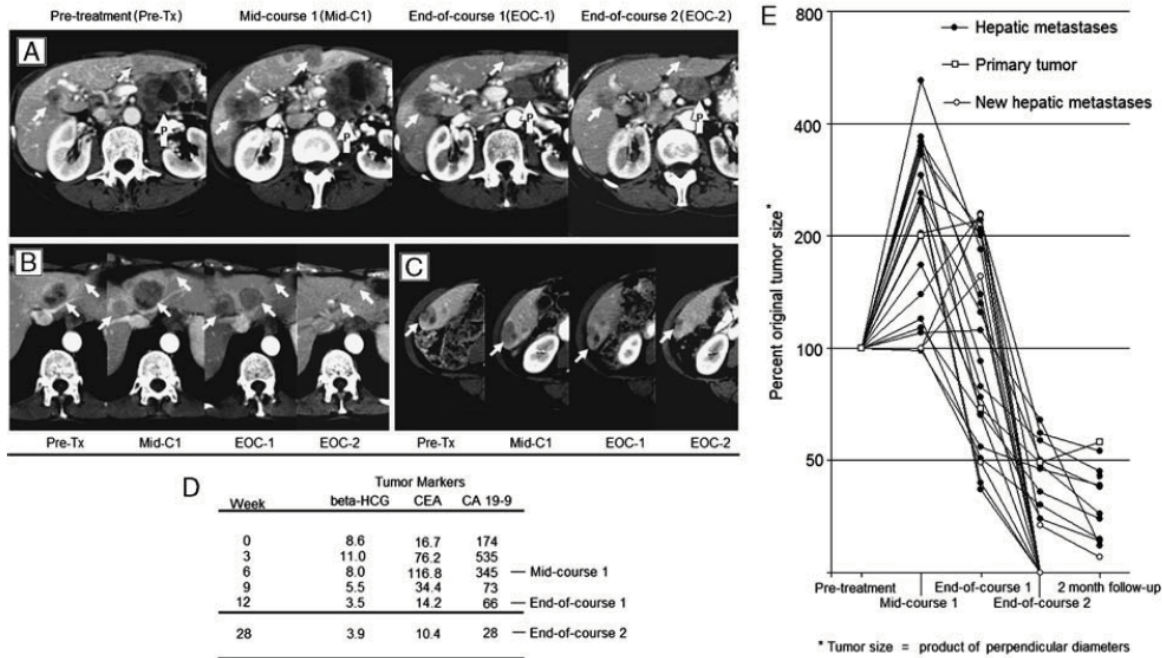 Pre-treatment (Pre-Tx) Mid-course 1 (Mid-C1) End-of-course 1(EOC-1) End-of-course 2 (EOC-2)
A
P P P P
B
C
Pre-Tx Mid-C1 EOC-1 EOC-2 Pre-Tx Mid-C1 EOC-1 EOC-2
D
Tumor Markers
Week beta-HCG CEA CA 19-9
0 8.6 16.7 174
3 11.0 76.2 535
6 8.0 116.8 345 Mid-course 1
9 5.5 34.4 73
12 3.5 14.2 66 End-of-course 1
28 3.9 10.4 28 End-of-course 2
E
Hepatic metastases
Primary tumor
New hepatic metastases
Percent original tumor size*
800
400
200
100
50
Pre-treatment End-of-course 1 2 month follow-up
Mid-course 1 End-of-course 2
* Tumor size = product of perpendicular diameters